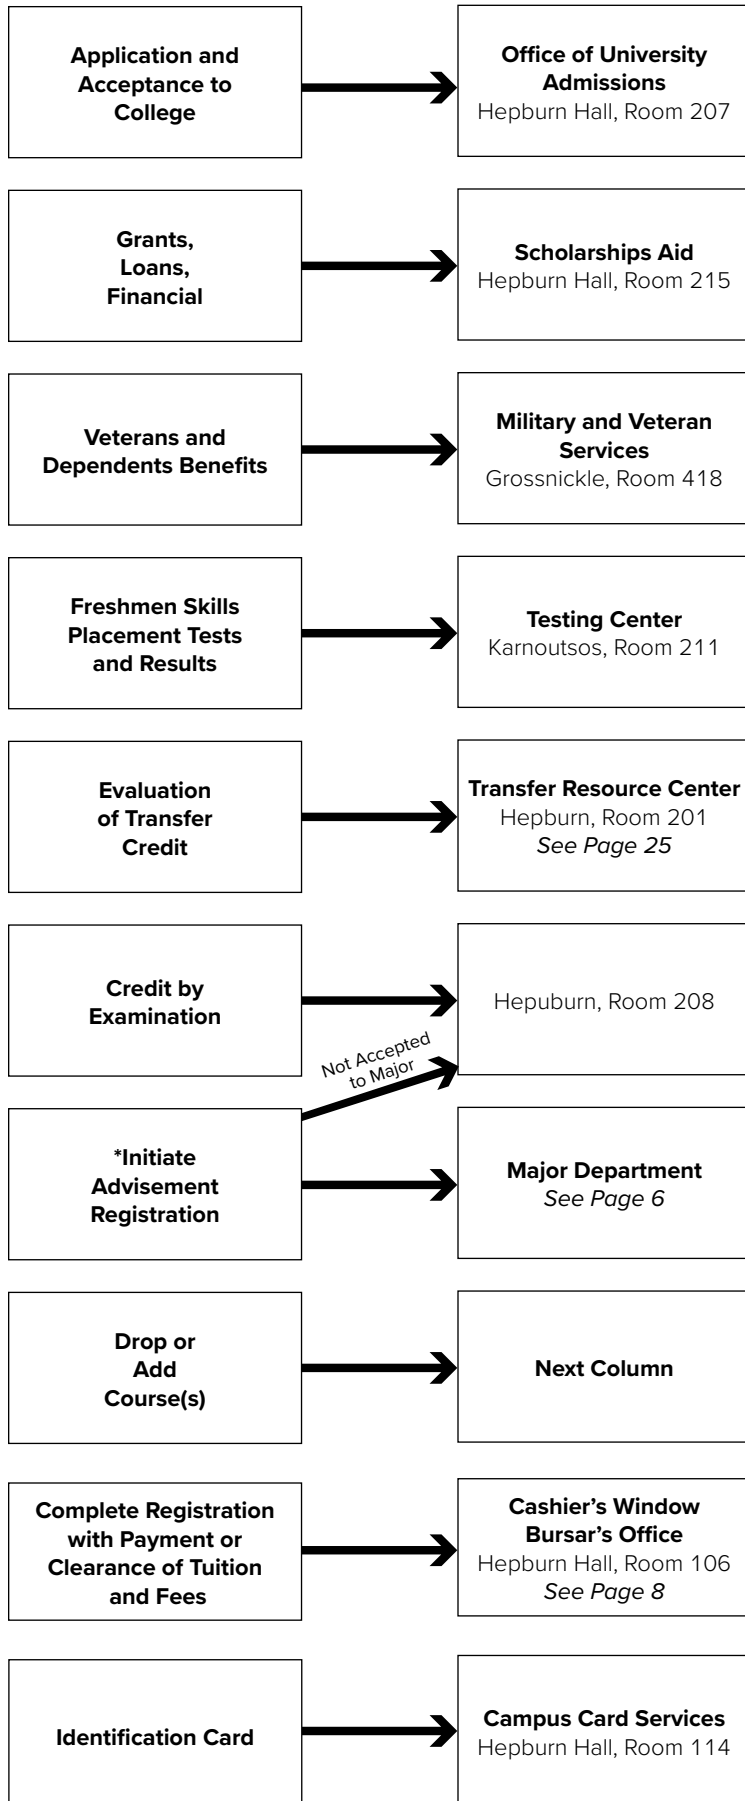 Application and
Acceptance to
College
Office of University
Admissions
Hepburn Hall, Room 207
Grants,
Loans,
Financial
Scholarships Aid
Hepburn Hall, Room 215
Veterans and
Dependents Benefits
Military and Veteran
Services
Grossnickle, Room 418
Freshmen Skills
Placement Tests
and Results
Testing Center
Karnoutsos, Room 211
Evaluation
of Transfer
Credit
Transfer Resource Center
Hepburn, Room 201
See Page 25
Credit by
Examination
Hepuburn, Room 208
Not Accepted
to Major
*Initiate
Advisement
Registration
Major Department
See Page 6
Drop or
Add
Course(s)
Next Column
Complete Registration
with Payment or
Clearance of Tuition
and Fees
Cashier’s Window
Bursar’s Office
Hepburn Hall, Room 106
See Page 8
Identification Card
Campus Card Services
Hepburn Hall, Room 114